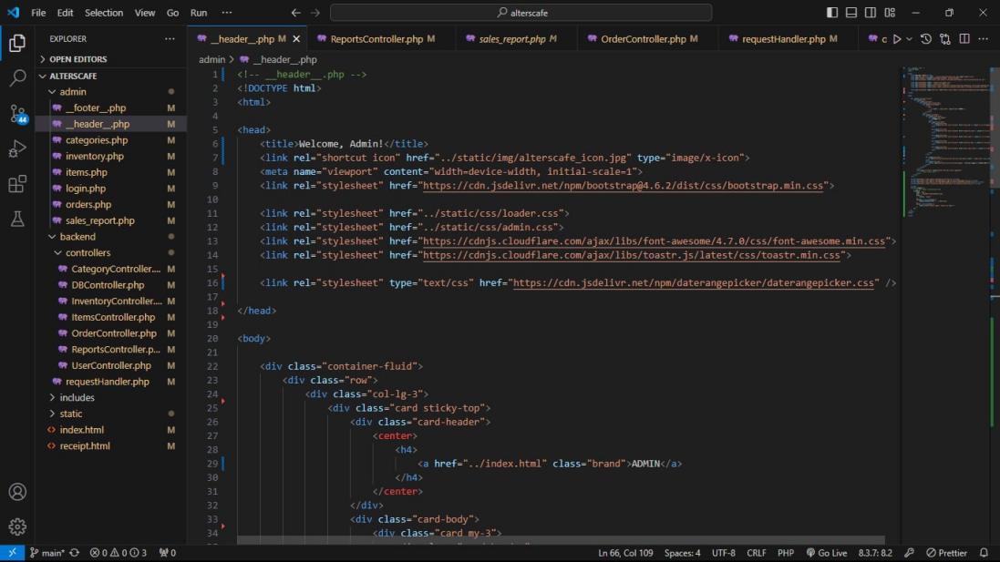 File Edit Selection View Go Run ··· alterscafe
EXPLORER ···
OPEN EDITORS
ALTERSCAFE
admin
__footer__.php M
__header__.php M
categories.php M
inventory.php M
items.php M
login.php M
orders.php M
sales_report.php M
backend
controllers
CategoryController.... M
DBController.php M
InventoryController.... M
ItemsController.php M
OrderController.php M
ReportsController.p... M
UserController.php M
requestHandler.php M
includes
static
index.html M
receipt.html M
44
__header__.php M ReportsController.php M sales_report.php M OrderController.php M requestHandler.php M
admin > __header__.php
1 <!-- __header__.php -->
2 <!DOCTYPE html>
3 <html>
4
5 <head>
6 <title>Welcome, Admin!</title>
7 <link rel="shortcut icon" href="../static/img/alterscafe_icon.jpg" type="image/x-icon">
8 <meta name="viewport" content="width=device-width, initial-scale=1">
9 <link rel="stylesheet" href="https://cdn.jsdelivr.net/npm/bootstrap@4.6.2/dist/css/bootstrap.min.css">
10
11 <link rel="stylesheet" href="../static/css/loader.css">
12 <link rel="stylesheet" href="../static/css/admin.css">
13 <link rel="stylesheet" href="https://cdnjs.cloudflare.com/ajax/libs/font-awesome/4.7.0/css/font-awesome.min.css">
14 <link rel="stylesheet" href="https://cdnjs.cloudflare.com/ajax/libs/toastr.js/latest/css/toastr.min.css">
15
16 <link rel="stylesheet" type="text/css" href="https://cdn.jsdelivr.net/npm/daterangepicker/daterangepicker.css" />
17
18 </head>
19
20 <body>
21
22 <div class="container-fluid">
23 <div class="row">
24 <div class="col-lg-3">
25 <div class="card sticky-top">
26 <div class="card-header">
27 <center>
28 <h4>
29 <a href="../index.html" class="brand">ADMIN</a>
30 </h4>
31 </center>
32 </div>
33 <div class="card-body">
34 <div class="card my-3">
main* 0 0 3 0 Ln 66, Col 109 Spaces: 4 UTF-8 CRLF PHP Go Live 8.3.7: 8.2 Prettier